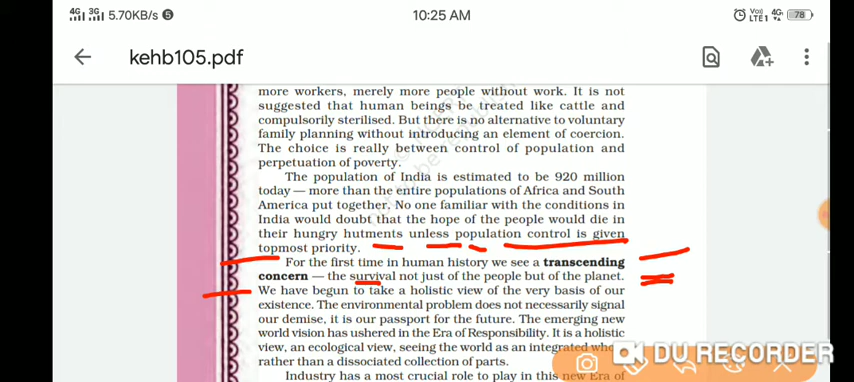 4G 3G 5.70KB/s 10:25 AM Vo) LTE 1 4G 78
kehb105.pdf
more workers, merely more people without work. It is not
suggested that human beings be treated like cattle and
compulsorily sterilised. But there is no alternative to voluntary
family planning without introducing an element of coercion.
The choice is really between control of population and
perpetuation of poverty.
The population of India is estimated to be 920 million
today — more than the entire populations of Africa and South
America put together. No one familiar with the conditions in
India would doubt that the hope of the people would die in
their hungry hutments unless population control is given
topmost priority.
For the first time in human history we see a transcending
concern — the survival not just of the people but of the planet.
We have begun to take a holistic view of the very basis of our
existence. The environmental problem does not necessarily signal
our demise, it is our passport for the future. The emerging new
world vision has ushered in the Era of Responsibility. It is a holistic
view, an ecological view, seeing the world as an integrated
rather than a dissociated collection of parts.
Industry has a most crucial role to play in this new Era of
DU RECORDER